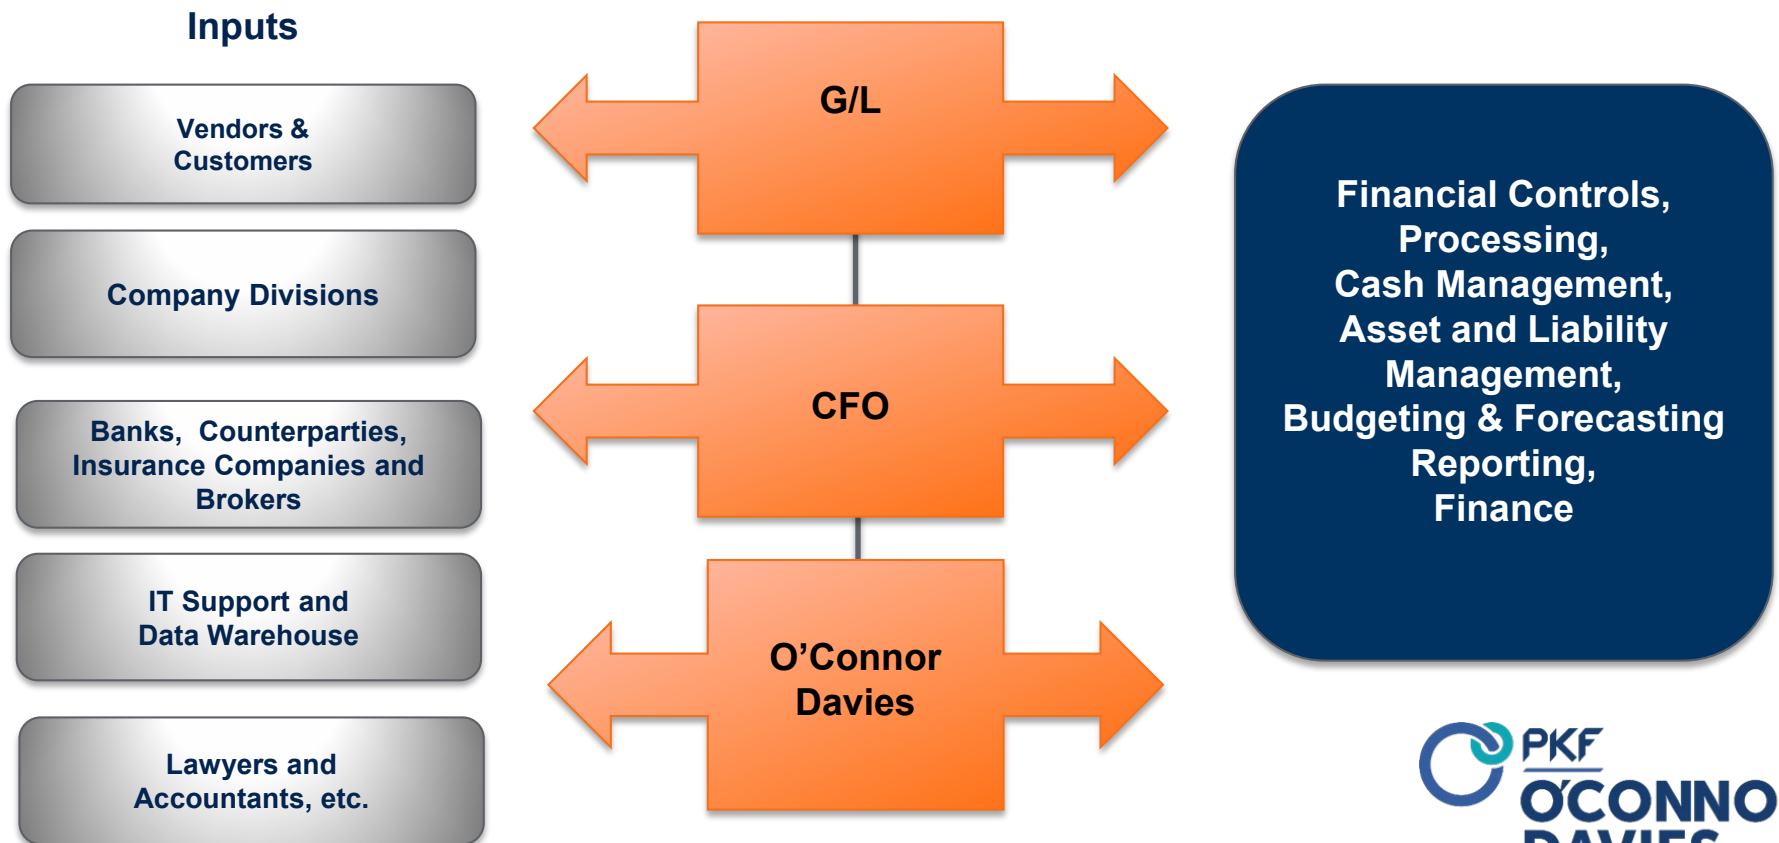 Inputs
Vendors &
Customers
Company Divisions
Banks, Counterparties,
Insurance Companies and
Brokers
IT Support and
Data Warehouse
Lawyers and
Accountants, etc.
G/L
CFO
O’Connor
Davies
Financial Controls,
Processing,
Cash Management,
Asset and Liability
Management,
Budgeting & Forecasting
Reporting,
Finance
PKF
O'CONNO
DAVIES